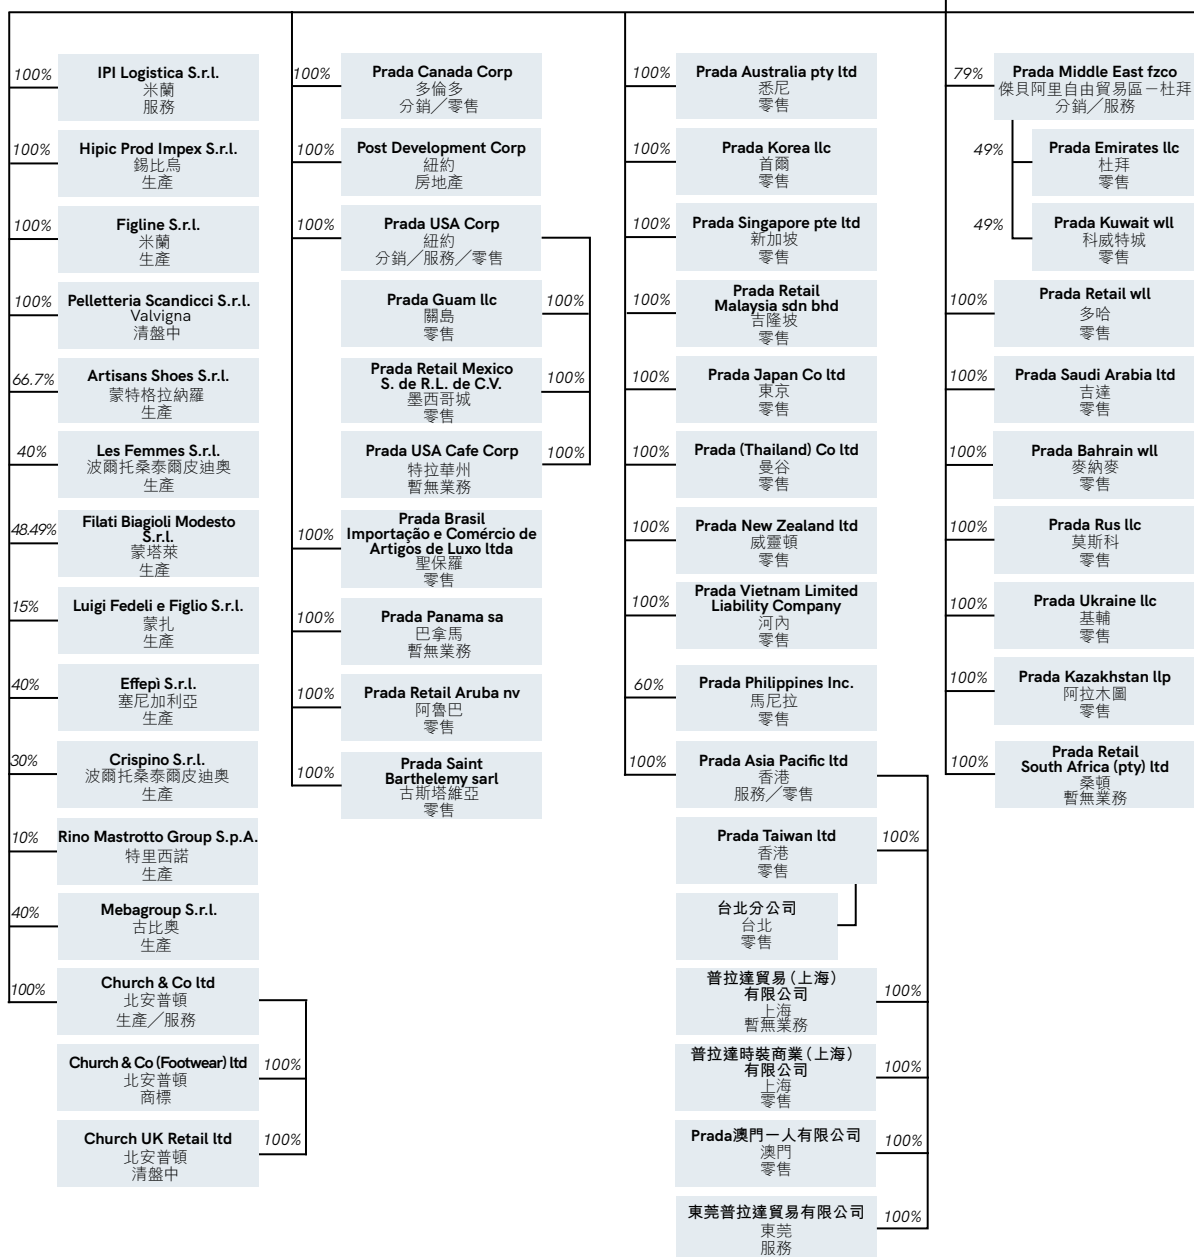 100%
IPI Logistica S.r.l.
米蘭
服務
100%
Hipic Prod Impex S.r.l.
錫比烏
生產
100%
Figline S.r.l.
米蘭
生產
100%
Pelletteria Scandicci S.r.l.
Valvigna
清盤中
66.7%
Artisans Shoes S.r.l.
蒙特格拉納羅
生產
40%
Les Femmes S.r.l.
波爾托桑泰爾皮迪奧
生產
48.49%
Filati Biagioli Modesto
S.r.l.
蒙塔萊
生產
15%
Luigi Fedeli e Figlio S.r.l.
蒙扎
生產
40%
Effepì S.r.l.
塞尼加利亞
生產
30%
Crispino S.r.l.
波爾托桑泰爾皮迪奧
生產
10%
Rino Mastrotto Group S.p.A.
特里西諾
生產
40%
Mebagroup S.r.l.
古比奧
生產
100%
Church & Co ltd
北安普頓
生產／服務
Church & Co (Footwear) ltd
北安普頓
商標
100%
Church UK Retail ltd
北安普頓
清盤中
100%
100%
Prada Canada Corp
多倫多
分銷／零售
100%
Post Development Corp
紐約
房地產
100%
Prada USA Corp
紐約
分銷／服務／零售
Prada Guam llc
關島
零售
100%
Prada Retail Mexico
S. de R.L. de C.V.
墨西哥城
零售
100%
Prada USA Cafe Corp
特拉華州
暫無業務
100%
100%
Prada Brasil
Importação e Comércio de
Artigos de Luxo ltda
聖保羅
零售
100%
Prada Panama sa
巴拿馬
暫無業務
100%
Prada Retail Aruba nv
阿魯巴
零售
100%
Prada Saint
Barthelemy sarl
古斯塔維亞
零售
100%
Prada Australia pty ltd
悉尼
零售
100%
Prada Korea llc
首爾
零售
100%
Prada Singapore pte ltd
新加坡
零售
100%
Prada Retail
Malaysia sdn bhd
吉隆坡
零售
100%
Prada Japan Co ltd
東京
零售
100%
Prada (Thailand) Co ltd
曼谷
零售
100%
Prada New Zealand ltd
威靈頓
零售
100%
Prada Vietnam Limited
Liability Company
河內
零售
60%
Prada Philippines Inc.
馬尼拉
零售
100%
Prada Asia Pacific ltd
香港
服務／零售
Prada Taiwan ltd
香港
零售
100%
台北分公司
台北
零售
普拉達貿易（上海）
有限公司
上海
暫無業務
100%
普拉達時裝商業（上海）
有限公司
上海
零售
100%
Prada澳門一人有限公司
澳門
零售
100%
東莞普拉達貿易有限公司
東莞
服務
100%
79%
Prada Middle East fzco
傑貝阿里自由貿易區－杜拜
分銷／服務
49%
Prada Emirates llc
杜拜
零售
49%
Prada Kuwait wll
科威特城
零售
100%
Prada Retail wll
多哈
零售
100%
Prada Saudi Arabia ltd
吉達
零售
100%
Prada Bahrain wll
麥納麥
零售
100%
Prada Rus llc
莫斯科
零售
100%
Prada Ukraine llc
基輔
零售
100%
Prada Kazakhstan llp
阿拉木圖
零售
100%
Prada Retail
South Africa (pty) ltd
桑頓
暫無業務